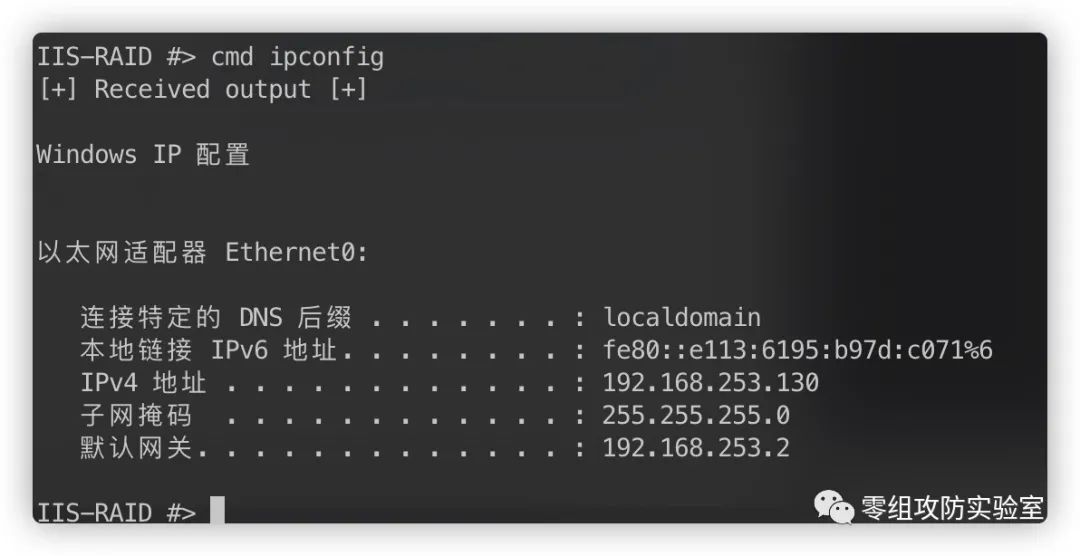 IIS-RAID #> cmd ipconfig
[+] Received output [+]
Windows IP 配置
以太网适配器 Ethernet0:
连接特定的 DNS 后缀 . . . . . . . : localdomain
本地链接 IPv6 地址. . . . . . . . : fe80::e113:6195:b97d:c071%6
IPv4 地址 . . . . . . . . . . . . : 192.168.253.130
子网掩码  . . . . . . . . . . . . : 255.255.255.0
默认网关. . . . . . . . . . . . . : 192.168.253.2
IIS-RAID #>
零组攻防实验室